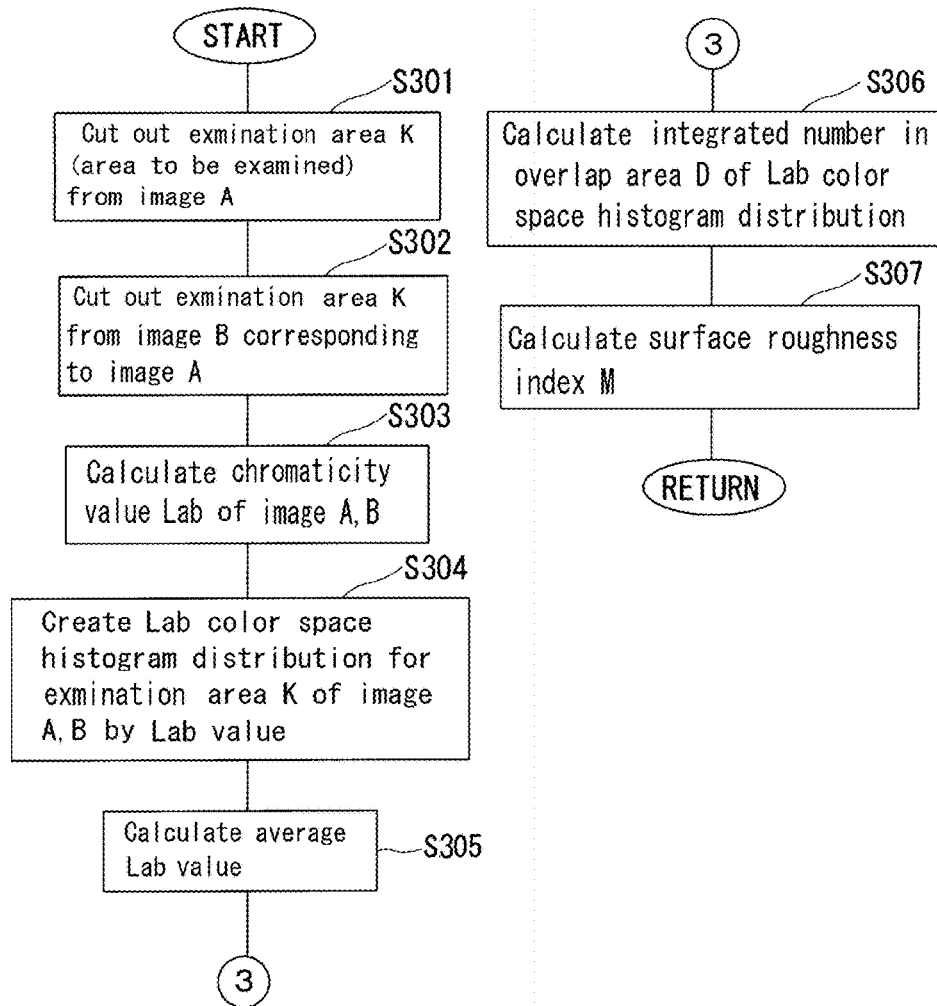 START
S301
Cut out exmination area K
(area to be examined)
from image A
S302
Cut out exmination area K
from image B corresponding
to image A
S303
Calculate chromaticity
value Lab of image A,B
S304
Create Lab color space
histogram distribution for
exmination area K of image
A,B by Lab value
Calculate average
Lab value
S305
3
3
S306
Calculate integrated number in
overlap area D of Lab color
space histogram distribution
S307
Calculate surface roughness
index M
RETURN